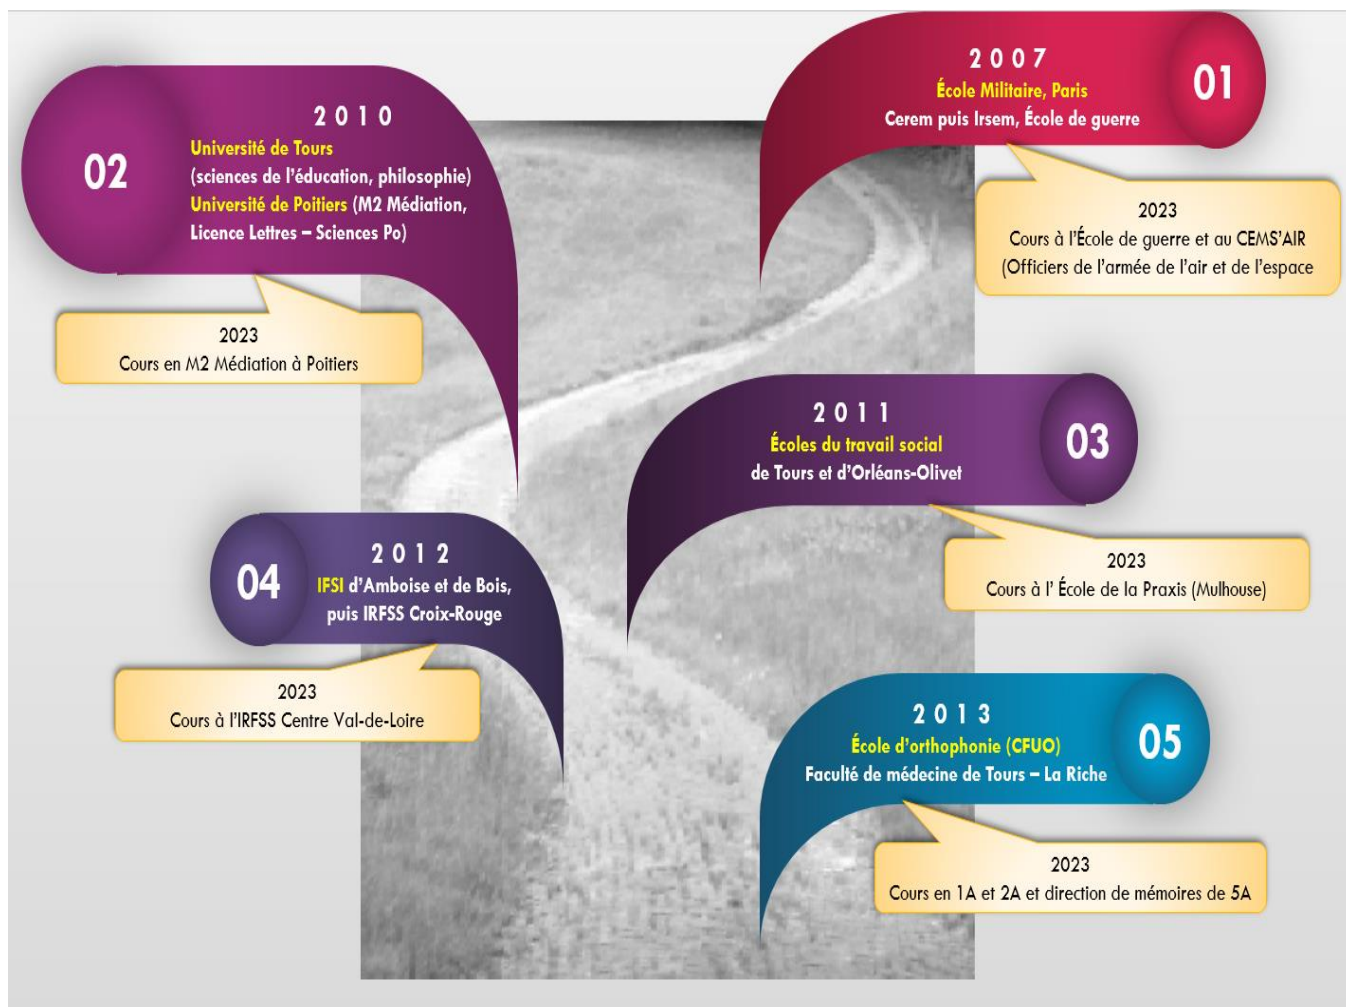 01
2007
École Militaire, Paris
Cerem puis Irsem, École de guerre
2023
Cours à l'École de guerre et au CEMS'AIR
(Officiers de l'armée de l'air et de l'espace
02
2010
Université de Tours
(sciences de l'éducation, philosophie)
Université de Poitiers (M2 Médiation,
Licence Lettres – Sciences Po)
2023
Cours en M2 Médiation à Poitiers
03
2011
Écoles du travail social
de Tours et d'Orléans-Olivet
2023
Cours à l' École de la Praxis (Mulhouse)
04
2012
IFSI d'Amboise et de Bois,
puis IRFSS Croix-Rouge
2023
Cours à l'IRFSS Centre Val-de-Loire
05
2013
École d'orthophonie (CFUO)
Faculté de médecine de Tours – La Riche
2023
Cours en 1A et 2A et direction de mémoires de 5A